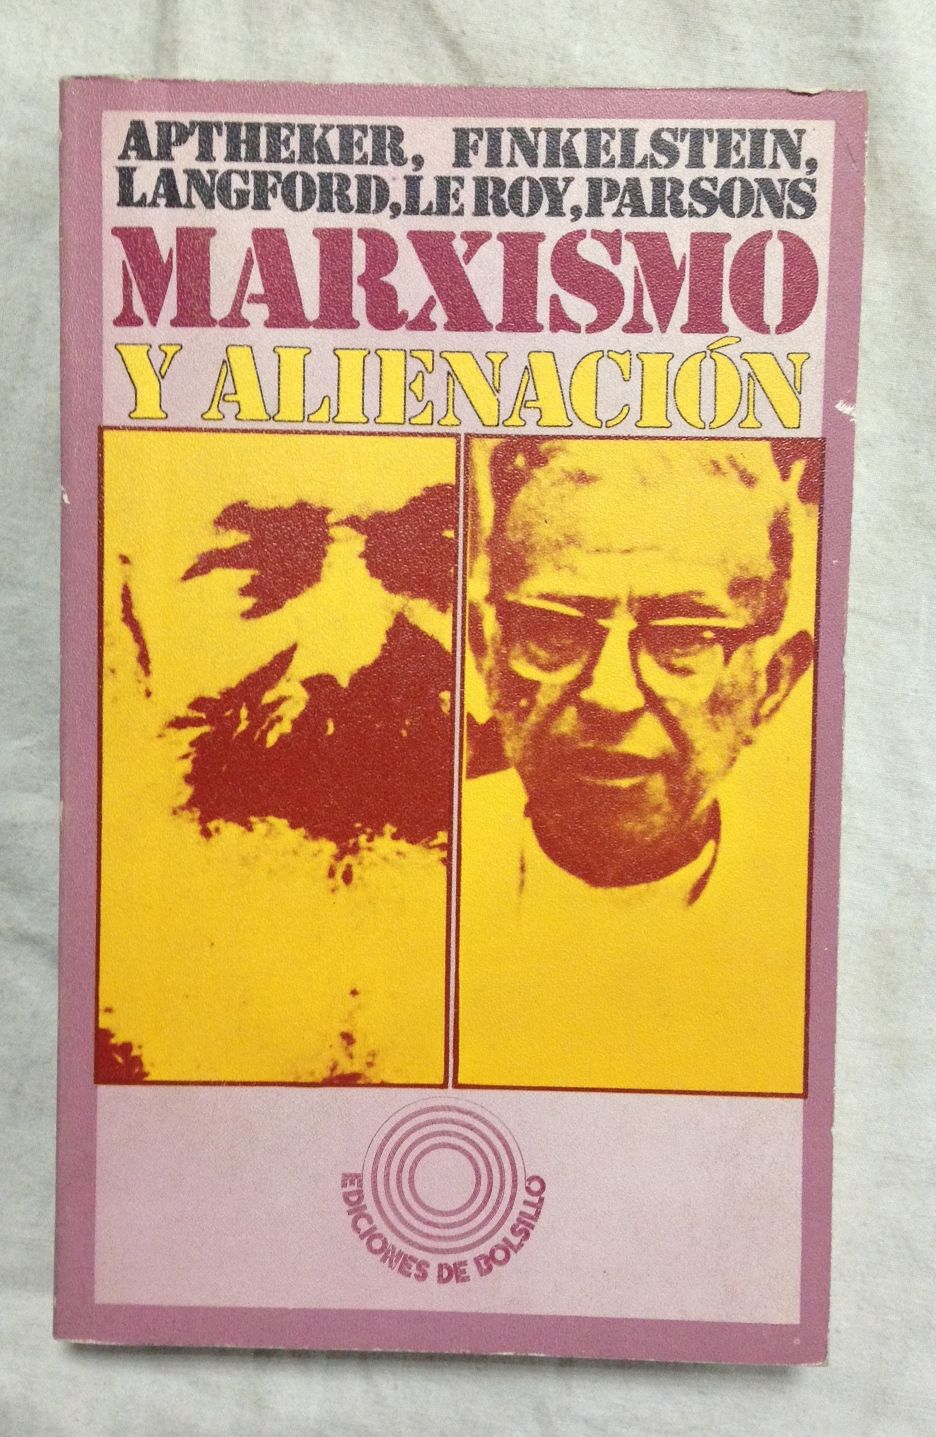 APTHEKER, FINKELSTEIN,
LANGFORD, LE ROY, PARSONS
MARXISMO
Y ALIENACIÓN
EDICIONES DE BOLSILLO